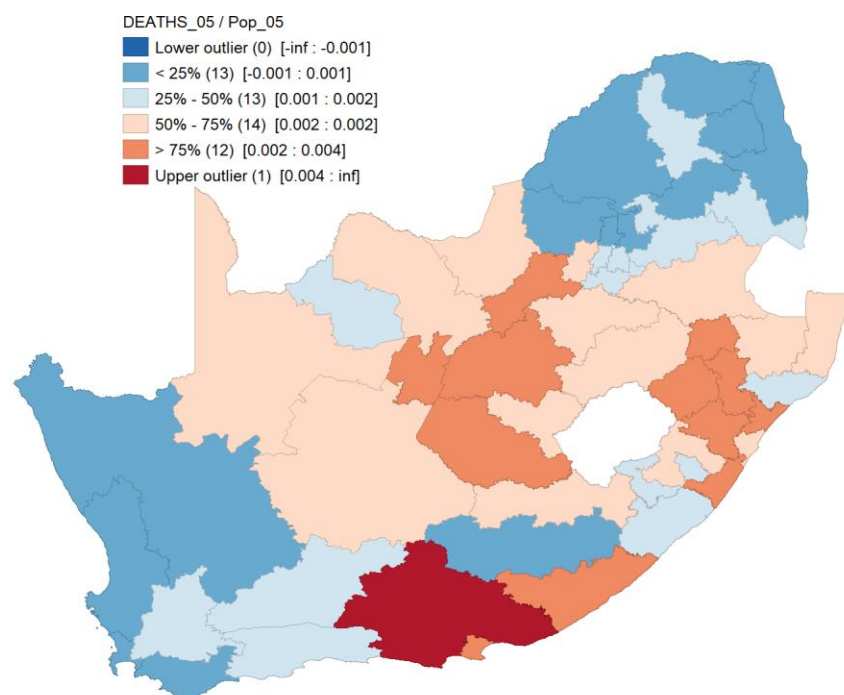 DEATHS_05 / Pop_05
Lower outlier (0) [-inf : -0.001]
< 25% (13) [-0.001 : 0.001]
25% - 50% (13) [0.001 : 0.002]
50% - 75% (14) [0.002 : 0.002]
> 75% (12) [0.002 : 0.004]
Upper outlier (1) [0.004 : inf]